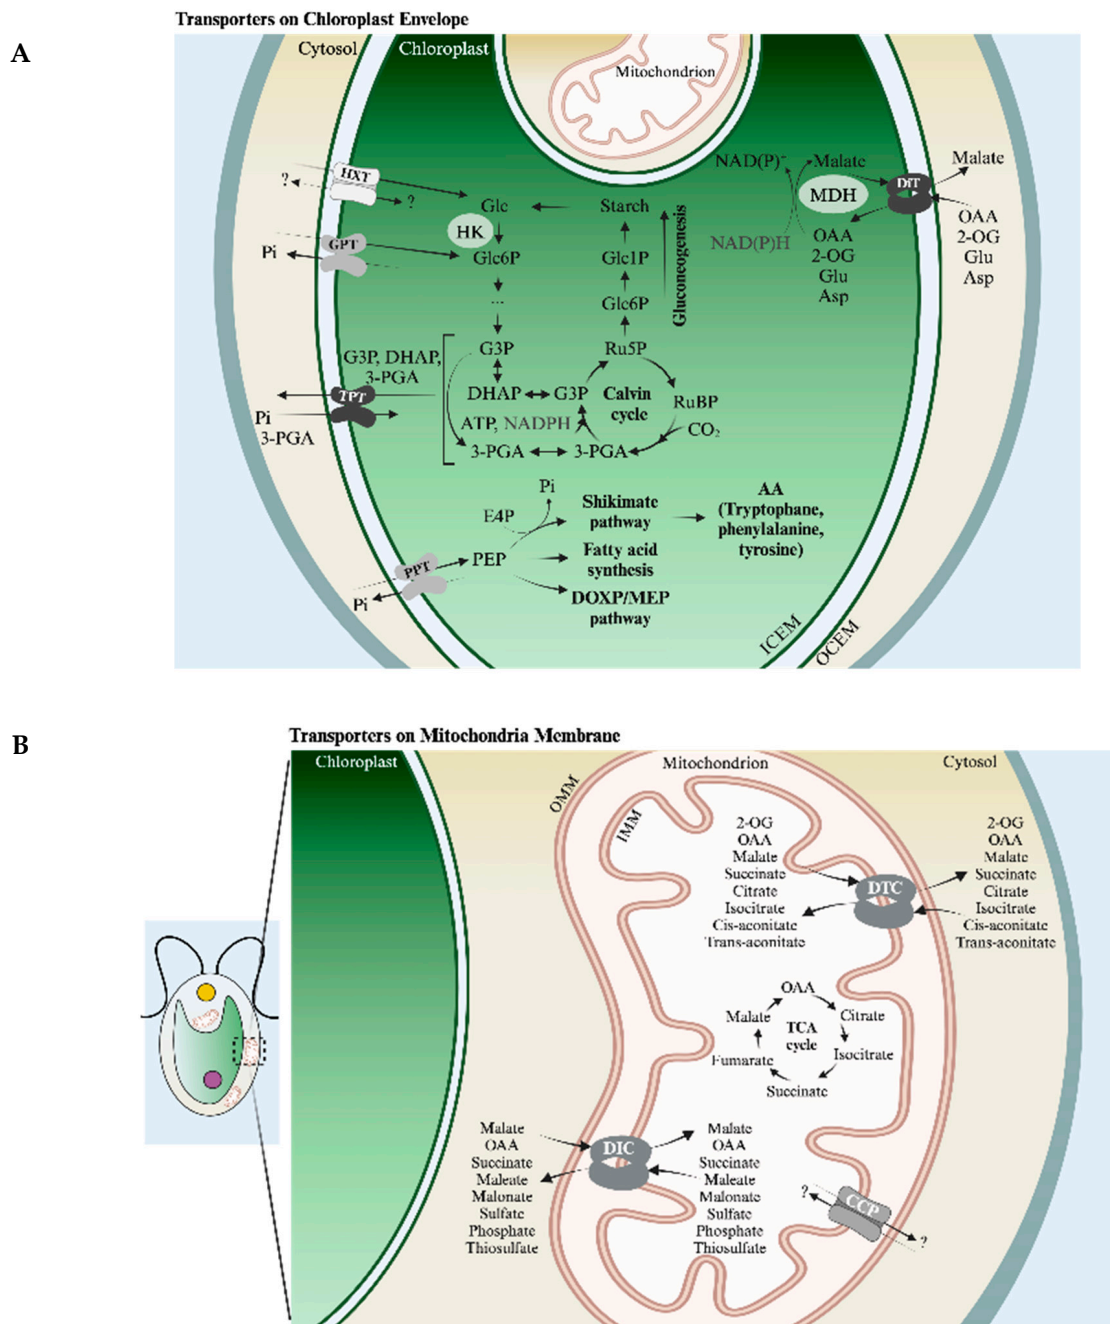 Transporters on Chloroplast Envelope
A
Cytosol
Chloroplast
Mitochondrion
HXT
?
?
Glc
HK
GPT
Pi
Glc6P
...
G3P
G3P, DHAP,
3-PGA
TPT
Pi
3-PGA
DHAP
G3P
ATP, NADPH
3-PGA
3-PGA
Starch
Glc1P
Glc6P
Gluconeogenesis
Ru5P
Calvin
cycle
RuBP
CO₂
NAD(P)⁺
Malate
MDH
NAD(P)H
OAA
2-OG
Glu
Asp
DiT
Malate
OAA
2-OG
Glu
Asp
Pi
E4P
PEP
PPT
Pi
Shikimate
pathway
AA
(Tryptophane,
phenylalanine,
tyrosine)
Fatty acid
synthesis
DOXP/MEP
pathway
ICEM
OCEM
B
Transporters on Mitochondria Membrane
Chloroplast
Mitochondrion
Cytosol
OMM
IMM
2-OG
OAA
Malate
Succinate
Citrate
Isocitrate
Cis-aconitate
Trans-aconitate
DTC
2-OG
OAA
Malate
Succinate
Citrate
Isocitrate
Cis-aconitate
Trans-aconitate
OAA
Malate
Citrate
TCA
cycle
Fumarate
Isocitrate
Succinate
Malate
OAA
Succinate
Maleate
Malonate
Sulfate
Phosphate
Thiosulfate
DIC
Malate
OAA
Succinate
Maleate
Malonate
Sulfate
Phosphate
Thiosulfate
?
CCP
?